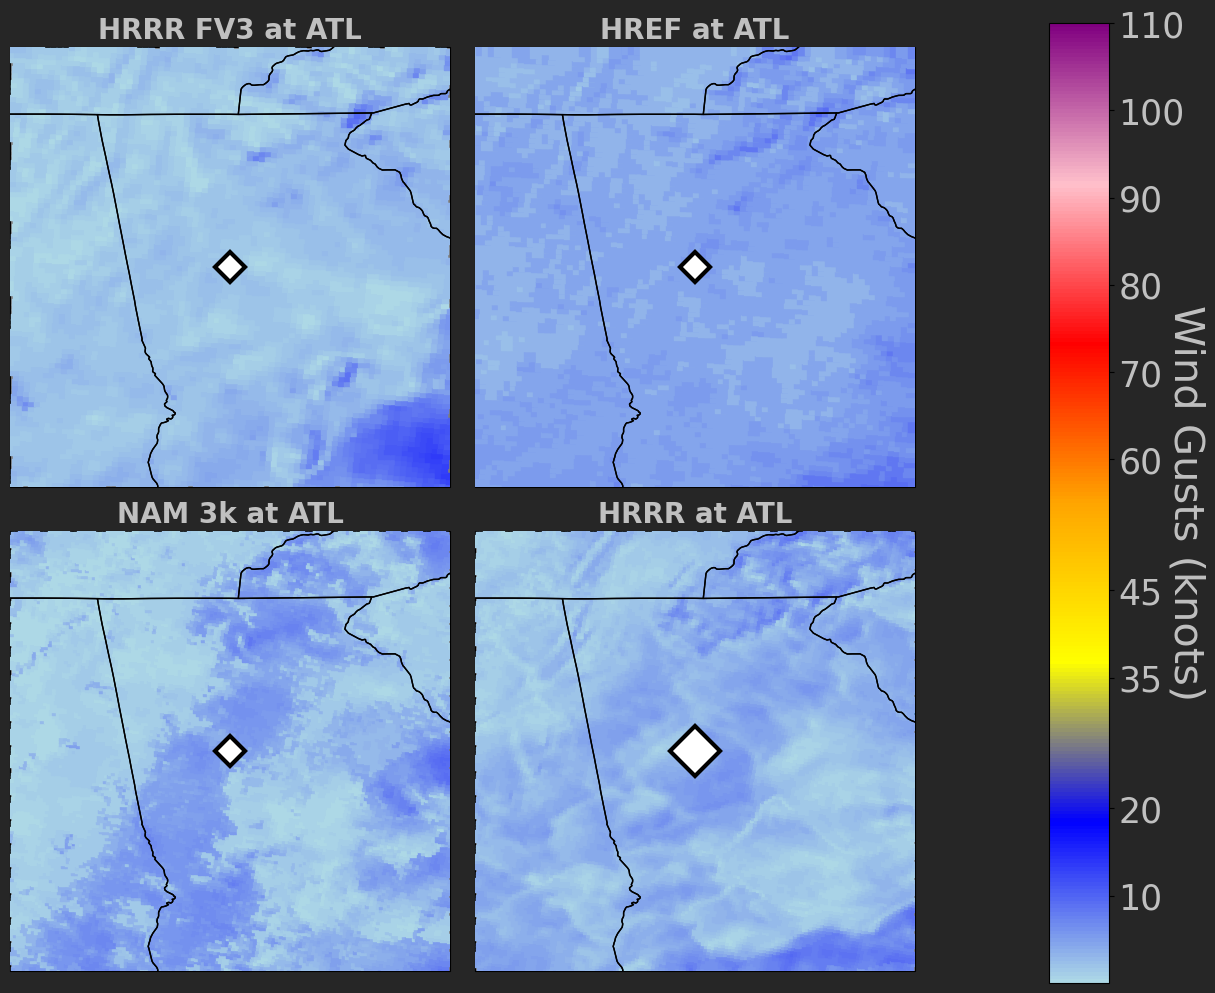 HRRR FV3 at ATL
HREF at ATL
NAM 3k at ATL
HRRR at ATL
110
100
90
80
70
60
45
35
20
10
Wind Gusts (knots)